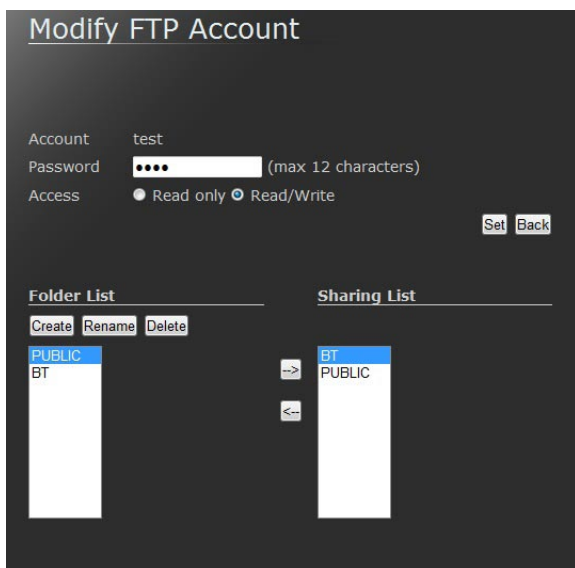 Modify FTP Account
Account test
Password •••• (max 12 characters)
Access Read only Read/Write
Set Back
Folder List
Create Rename Delete
PUBLIC
BT
-->
<--
Sharing List
BT
PUBLIC